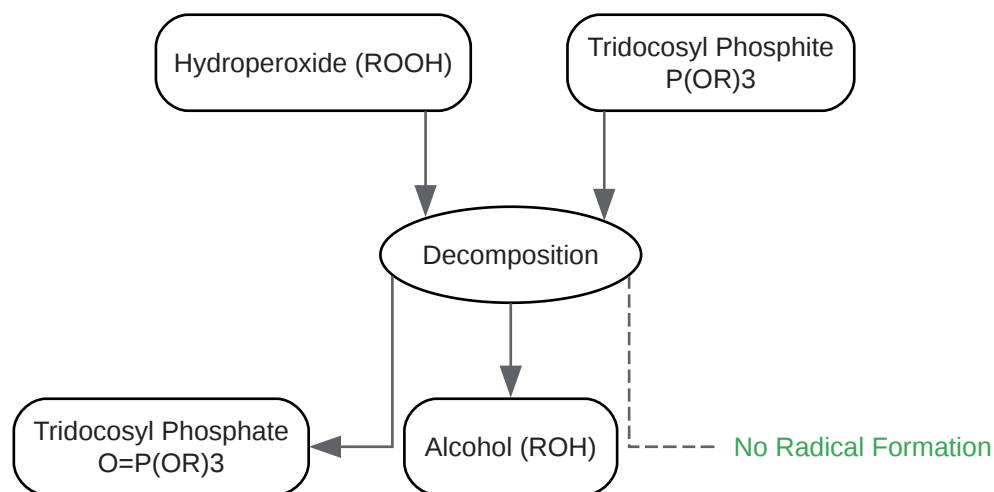 Hydroperoxide (ROOH)
Tridocosyl Phosphite
P(OR)3
Decomposition
Tridocosyl Phosphate
O=P(OR)3
Alcohol (ROH)
No Radical Formation